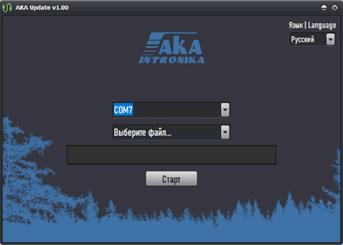 AKA Update v1.00
Язык | Language
Русский
AKA
INTRONIKA
COM7
Выберите файл...
Старт